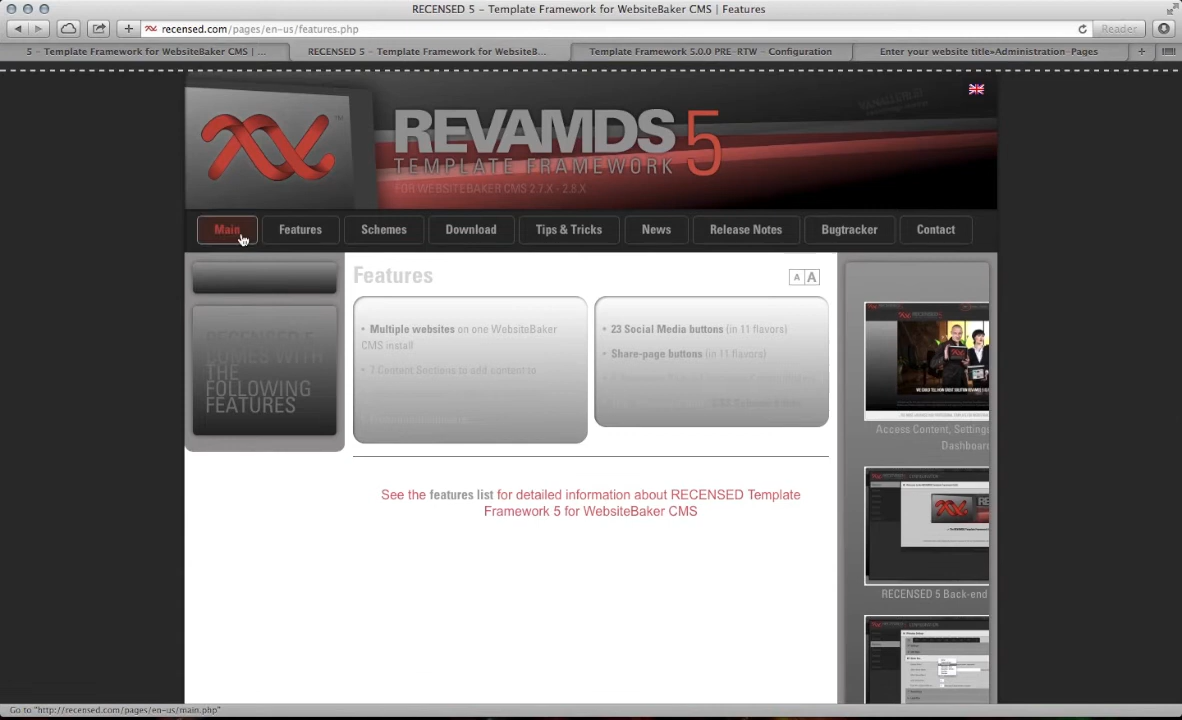 RECENSED 5 - Template Framework for WebsiteBaker CMS | Features
recensed.com/pages/en-us/features.php
Reader
5 - Template Framework for WebsiteBaker CMS | ...
RECENSED 5 - Template Framework for WebsiteB...
Template Framework 5.0.0 PRE-RTW - Configuration
Enter your website title»Administration-Pages
REVAMDS 5
TEMPLATE FRAMEWORK
FOR WEBSITEBAKER CMS 2.7.X - 2.8.X
TM
Main
Features
Schemes
Download
Tips & Tricks
News
Release Notes
Bugtracker
Contact
Features
A A
RECENSED 5
COMES WITH
THE
FOLLOWING
FEATURES
• Multiple websites on one WebsiteBaker
CMS install
• 7 Content Sections to add content to
• 23 Social Media buttons (in 11 flavors)
• Share-page buttons (in 11 flavors)
See the features list for detailed information about RECENSED Template
Framework 5 for WebsiteBaker CMS
Access Content, Setting
Dashboar
RECENSED 5 Back-end
Go to "http://recensed.com/pages/en-us/main.php"